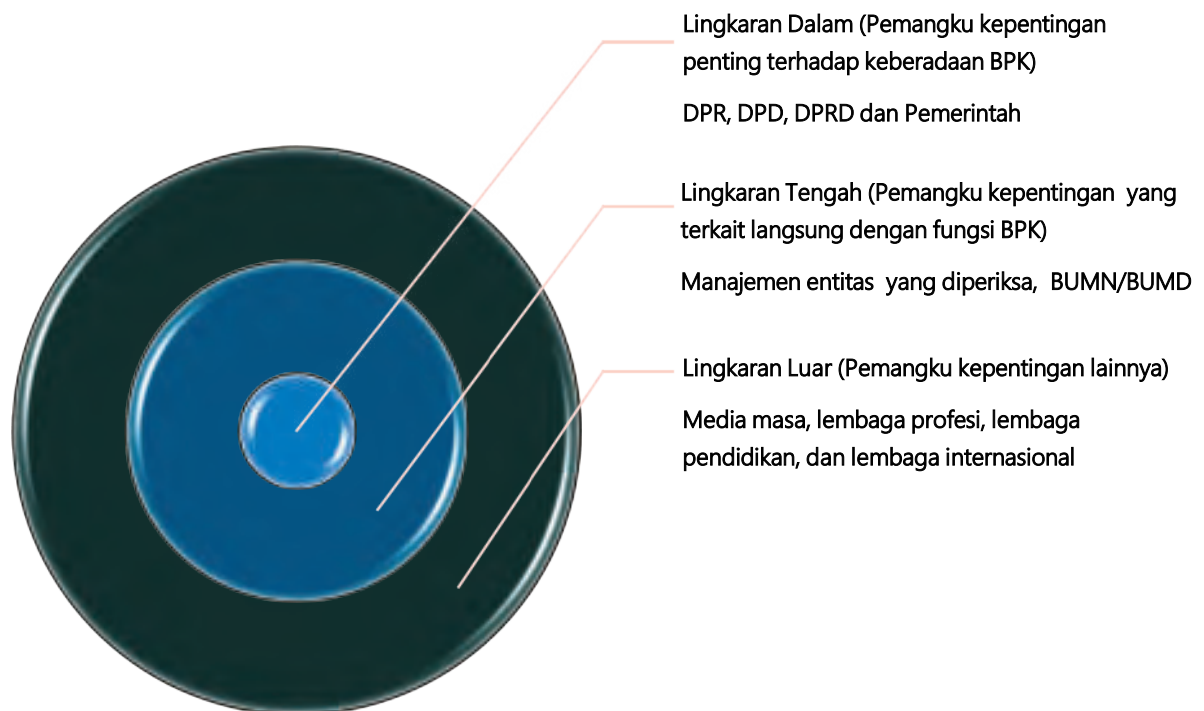 Lingkaran Dalam (Pemangku kepentingan
penting terhadap keberadaan BPK)
DPR, DPD, DPRD dan Pemerintah
Lingkaran Tengah (Pemangku kepentingan yang
terkait langsung dengan fungsi BPK)
Manajemen entitas yang diperiksa, BUMN/BUMD
Lingkaran Luar (Pemangku kepentingan lainnya)
Media masa, lembaga profesi, lembaga
pendidikan, dan lembaga internasional